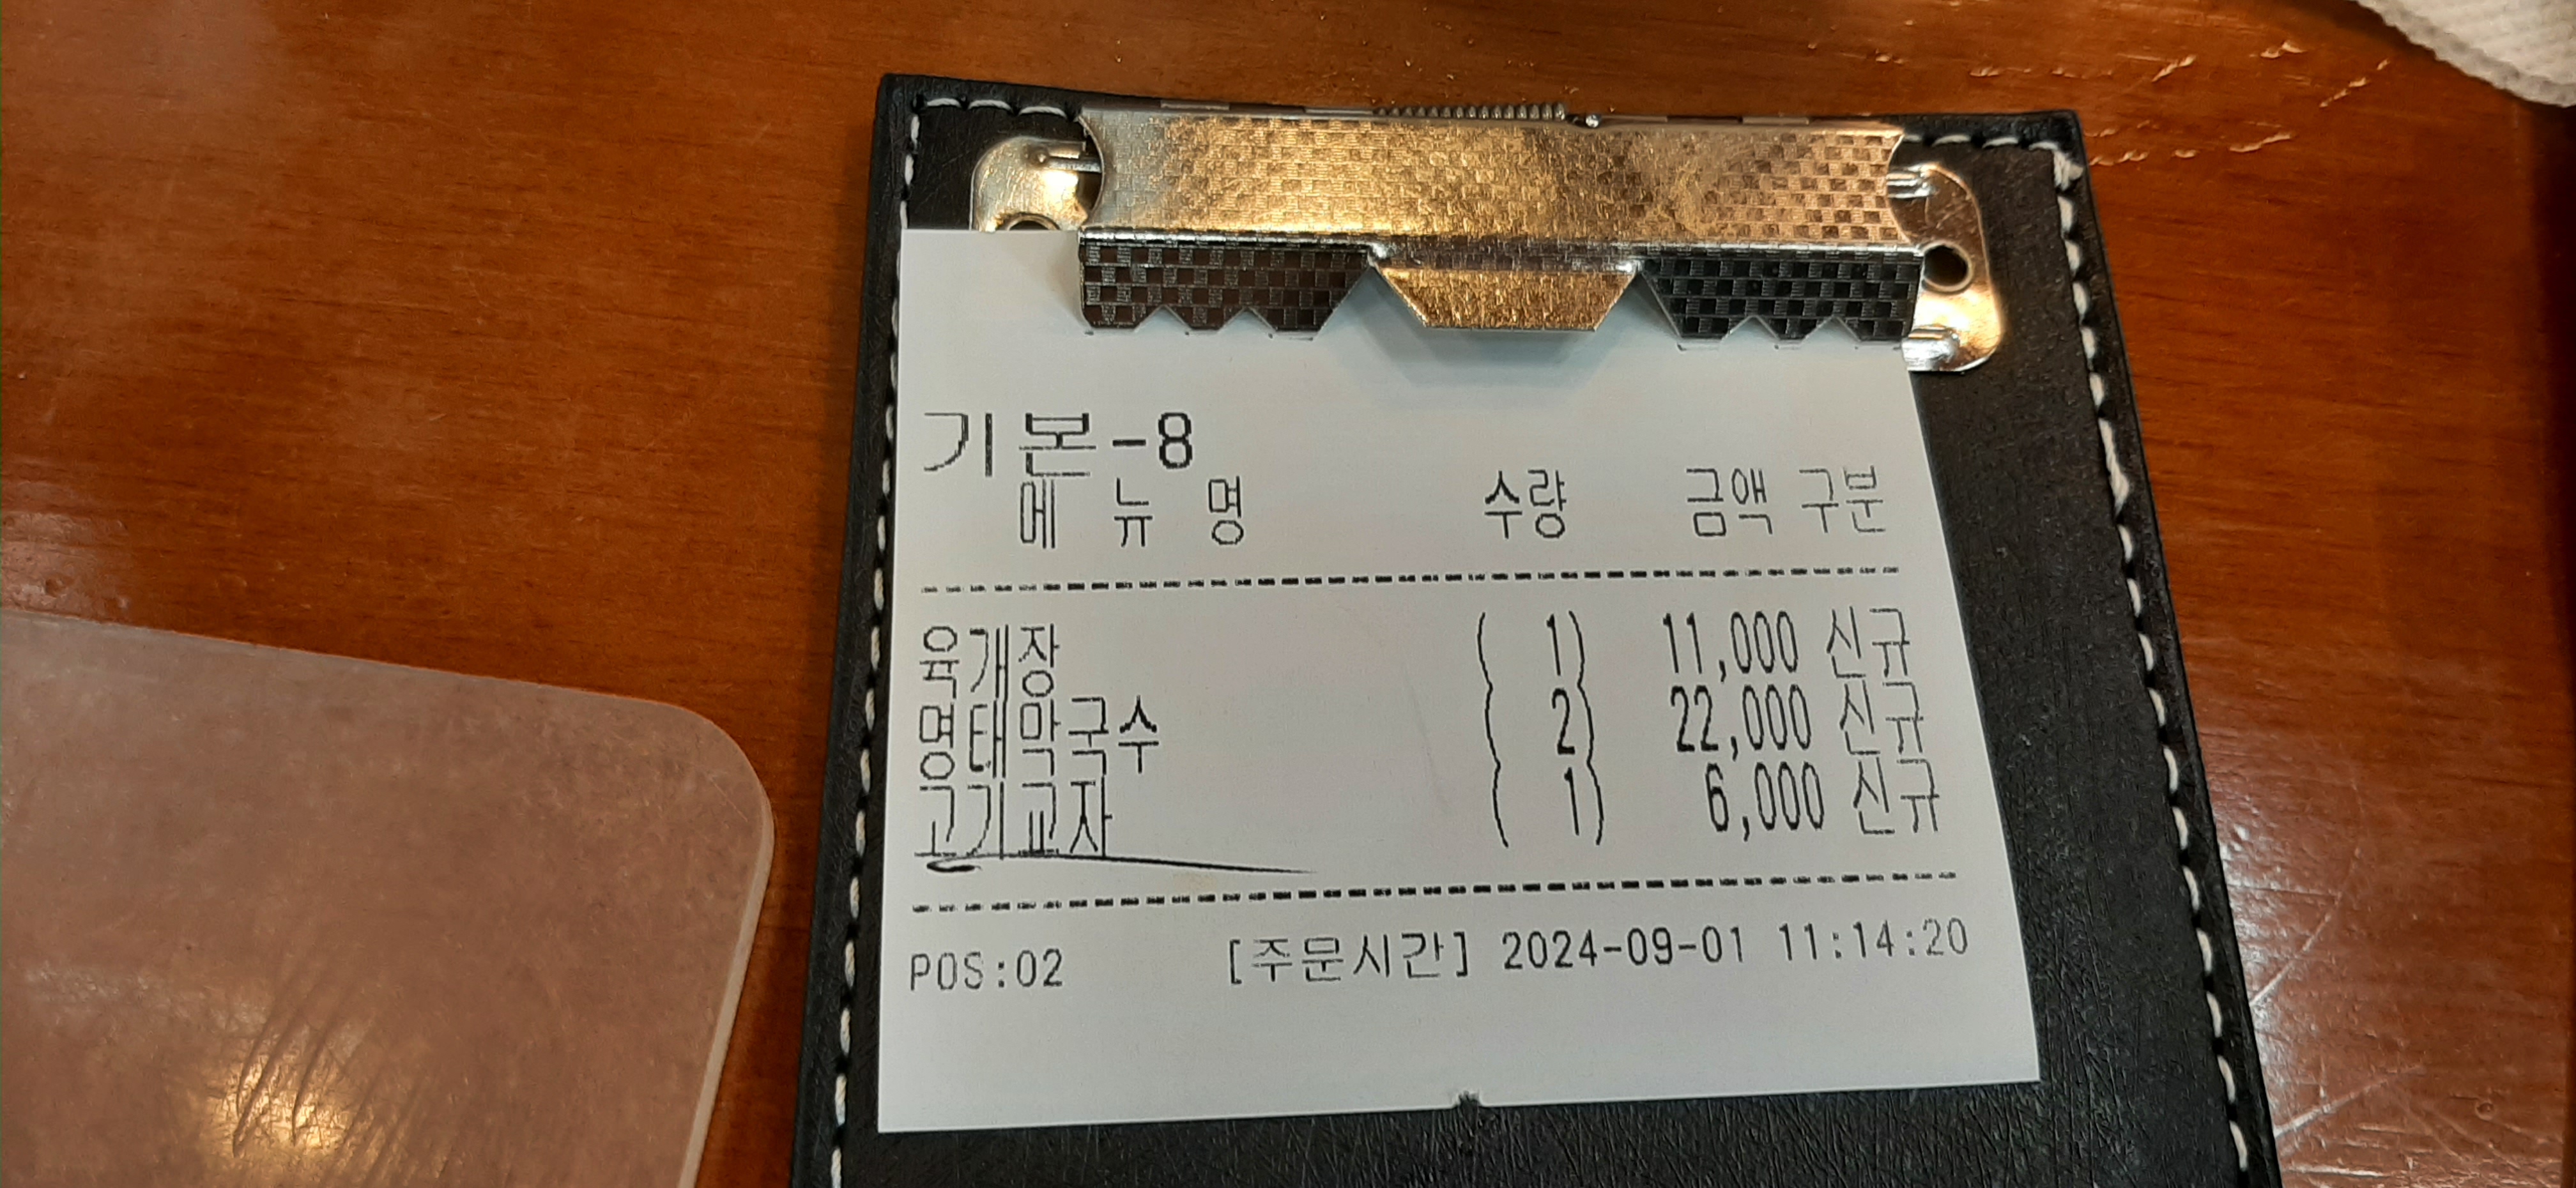 기본-8
메 뉴 명 수량 금액 구분
육개장 ( 1) 11,000 신규
명태막국수 ( 2) 22,000 신규
고기교자 ( 1) 6,000 신규
POS:02 [주문시간] 2024-09-01 11:14:20